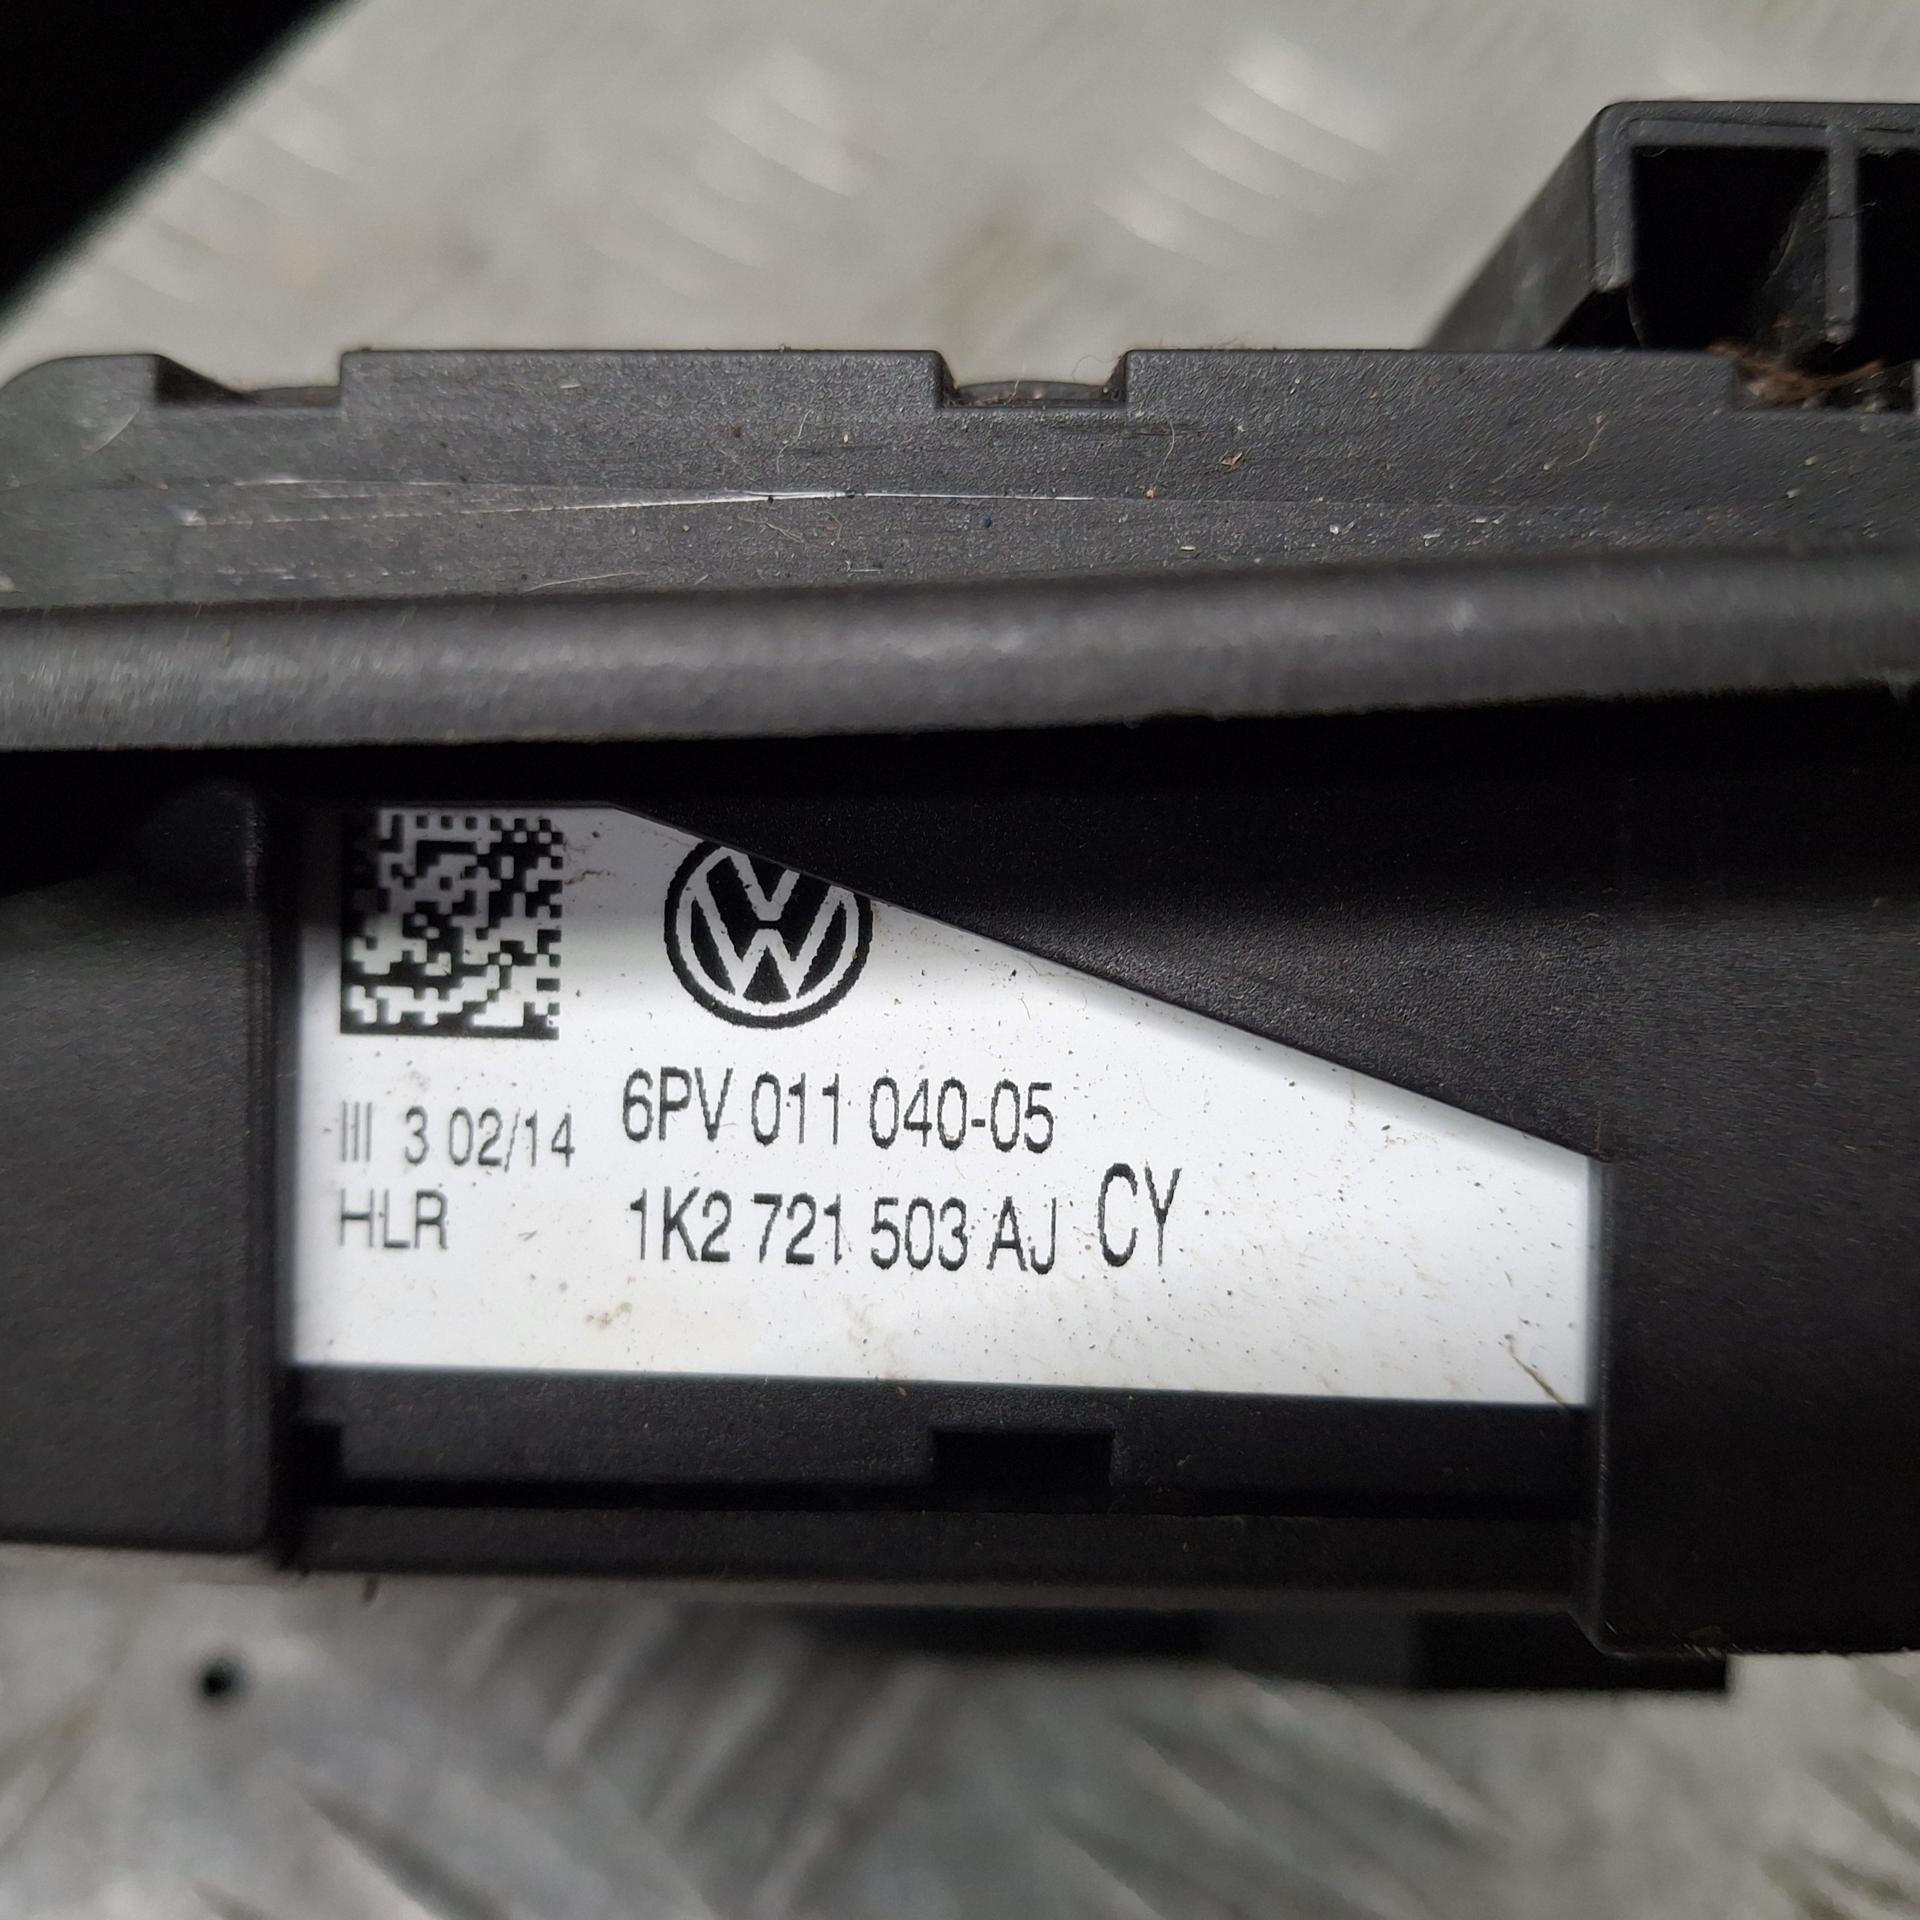 6PV 011 040-05
III 3 02/14
HLR
1K2 721 503 AJ CY